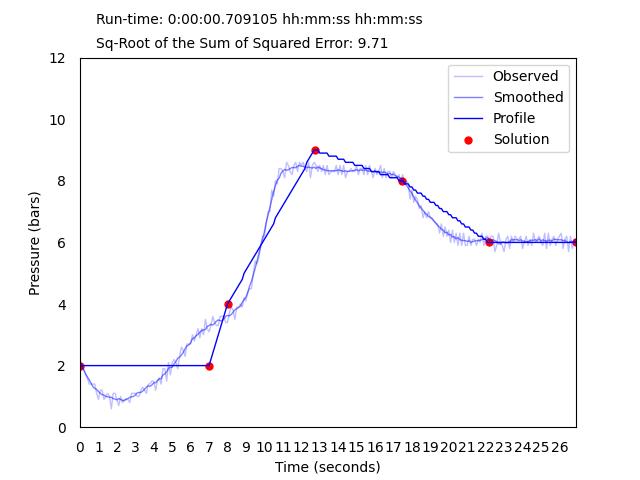 Run-time: 0:00:00.709105 hh:mm:ss hh:mm:ss
Sq-Root of the Sum of Squared Error: 9.71
Observed
Smoothed
Profile
Solution
12
10
8
6
4
2
0
Pressure (bars)
0 1 2 3 4 5 6 7 8 9 10 11 12 13 14 15 16 17 18 19 20 21 22 23 24 25 26
Time (seconds)